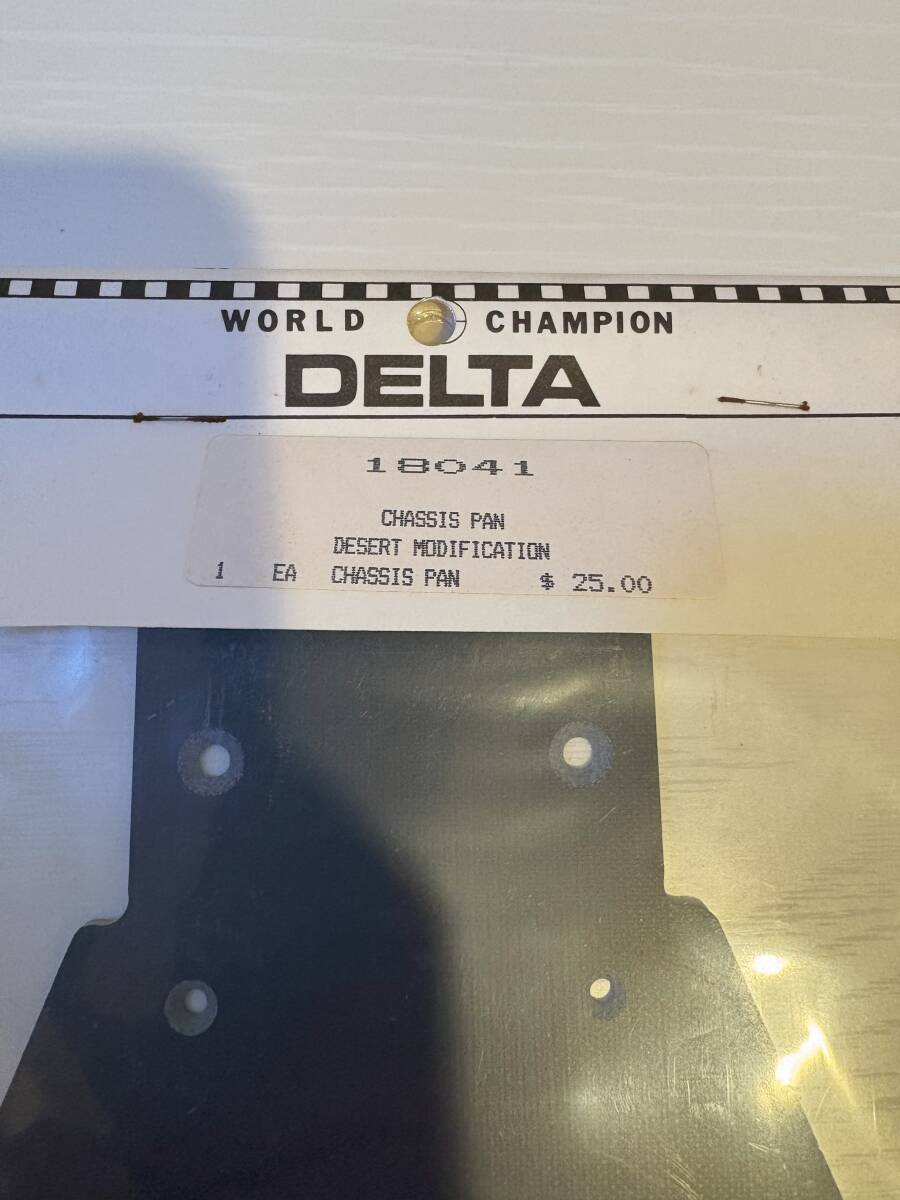 WORLD CHAMPION
DELTA
18041
CHASSIS PAN
DESERT MODIFICATION
1 EA CHASSIS PAN $ 25.00